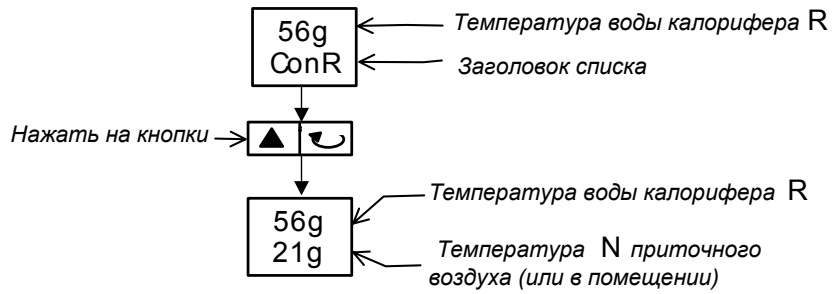 56g
ConR
Температура воды калорифера R
Заголовок списка
Нажать на кнопки
56g
21g
Температура воды калорифера R
Температура N приточного
воздуха (или в помещении)